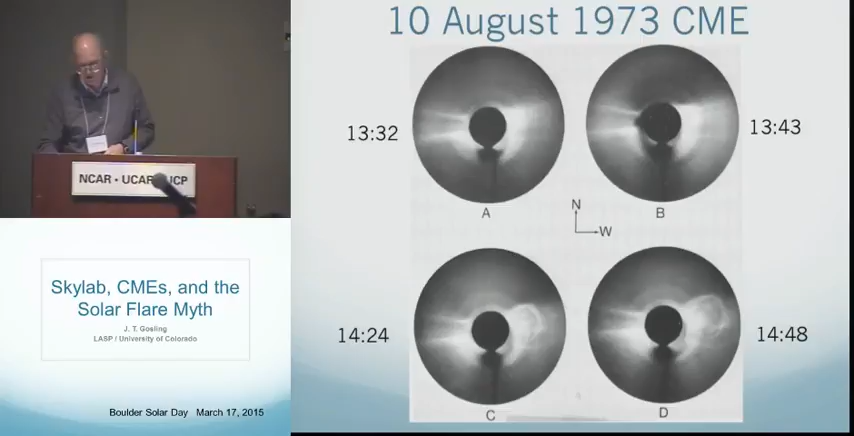 10 August 1973 CME
13:32
13:43
A
B
N
W
14:24
14:48
C
D
NCAR • UCAR
Skylab, CMEs, and the
Solar Flare Myth
J. T. Gosling
LASP / University of Colorado
Boulder Solar Day March 17, 2015